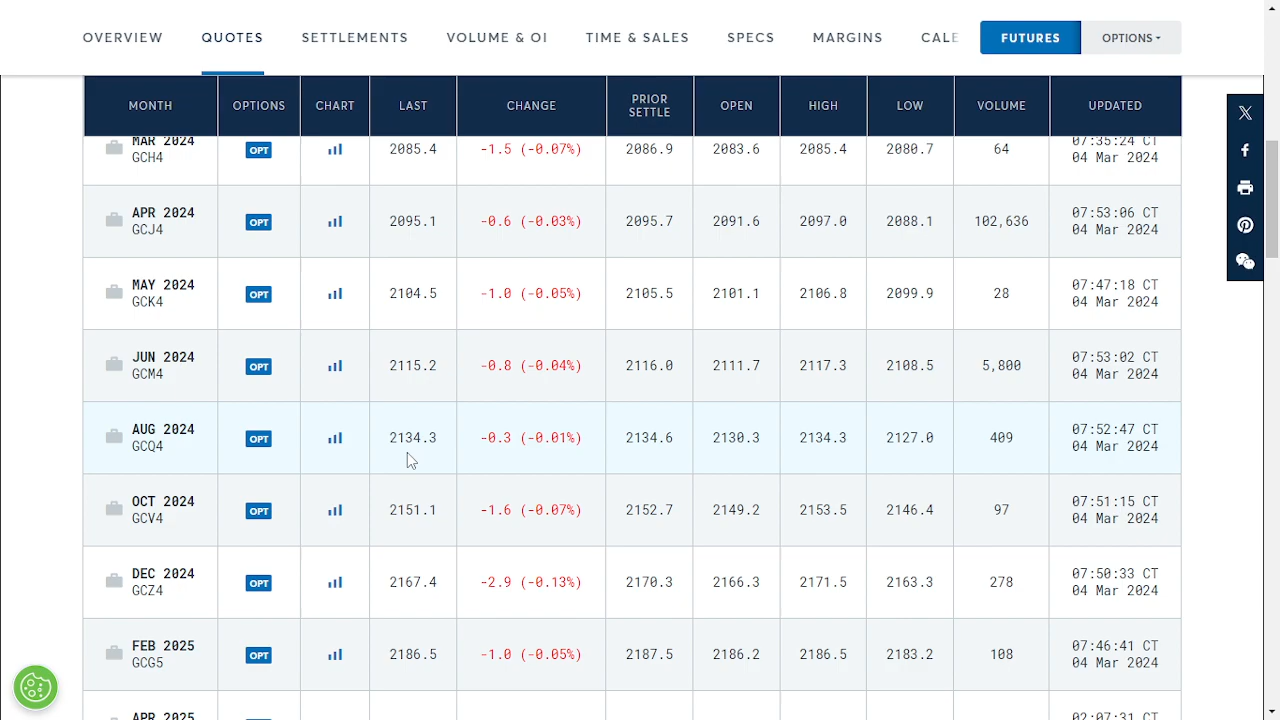 OVERVIEW QUOTES SETTLEMENTS VOLUME & OI TIME & SALES SPECS MARGINS CALE FUTURES OPTIONS
MONTH OPTIONS CHART LAST CHANGE PRIOR SETTLE OPEN HIGH LOW VOLUME UPDATED
MAR 2024 GCH4 OPT 2085.4 -1.5 (-0.07%) 2086.9 2083.6 2085.4 2080.7 64 07:35:24 CT 04 Mar 2024
APR 2024 GCJ4 OPT 2095.1 -0.6 (-0.03%) 2095.7 2091.6 2097.0 2088.1 102,636 07:53:06 CT 04 Mar 2024
MAY 2024 GCK4 OPT 2104.5 -1.0 (-0.05%) 2105.5 2101.1 2106.8 2099.9 28 07:47:18 CT 04 Mar 2024
JUN 2024 GCM4 OPT 2115.2 -0.8 (-0.04%) 2116.0 2111.7 2117.3 2108.5 5,800 07:53:02 CT 04 Mar 2024
AUG 2024 GCQ4 OPT 2134.3 -0.3 (-0.01%) 2134.6 2130.3 2134.3 2127.0 409 07:52:47 CT 04 Mar 2024
OCT 2024 GCV4 OPT 2151.1 -1.6 (-0.07%) 2152.7 2149.2 2153.5 2146.4 97 07:51:15 CT 04 Mar 2024
DEC 2024 GCZ4 OPT 2167.4 -2.9 (-0.13%) 2170.3 2166.3 2171.5 2163.3 278 07:50:33 CT 04 Mar 2024
FEB 2025 GCG5 OPT 2186.5 -1.0 (-0.05%) 2187.5 2186.2 2186.5 2183.2 108 07:46:41 CT 04 Mar 2024
APR 2025 02:07:31 CT